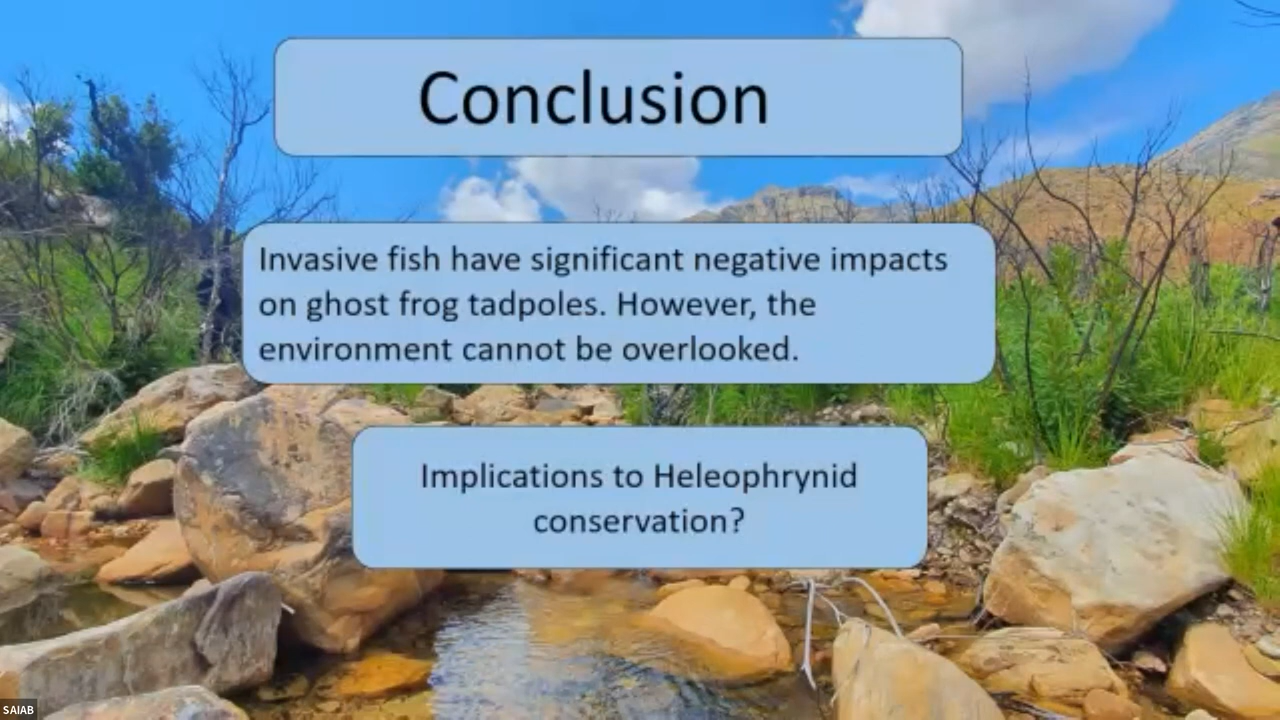 Conclusion
Invasive fish have significant negative impacts
on ghost frog tadpoles. However, the
environment cannot be overlooked.
Implications to Heleophrynid
conservation?
SAIAB